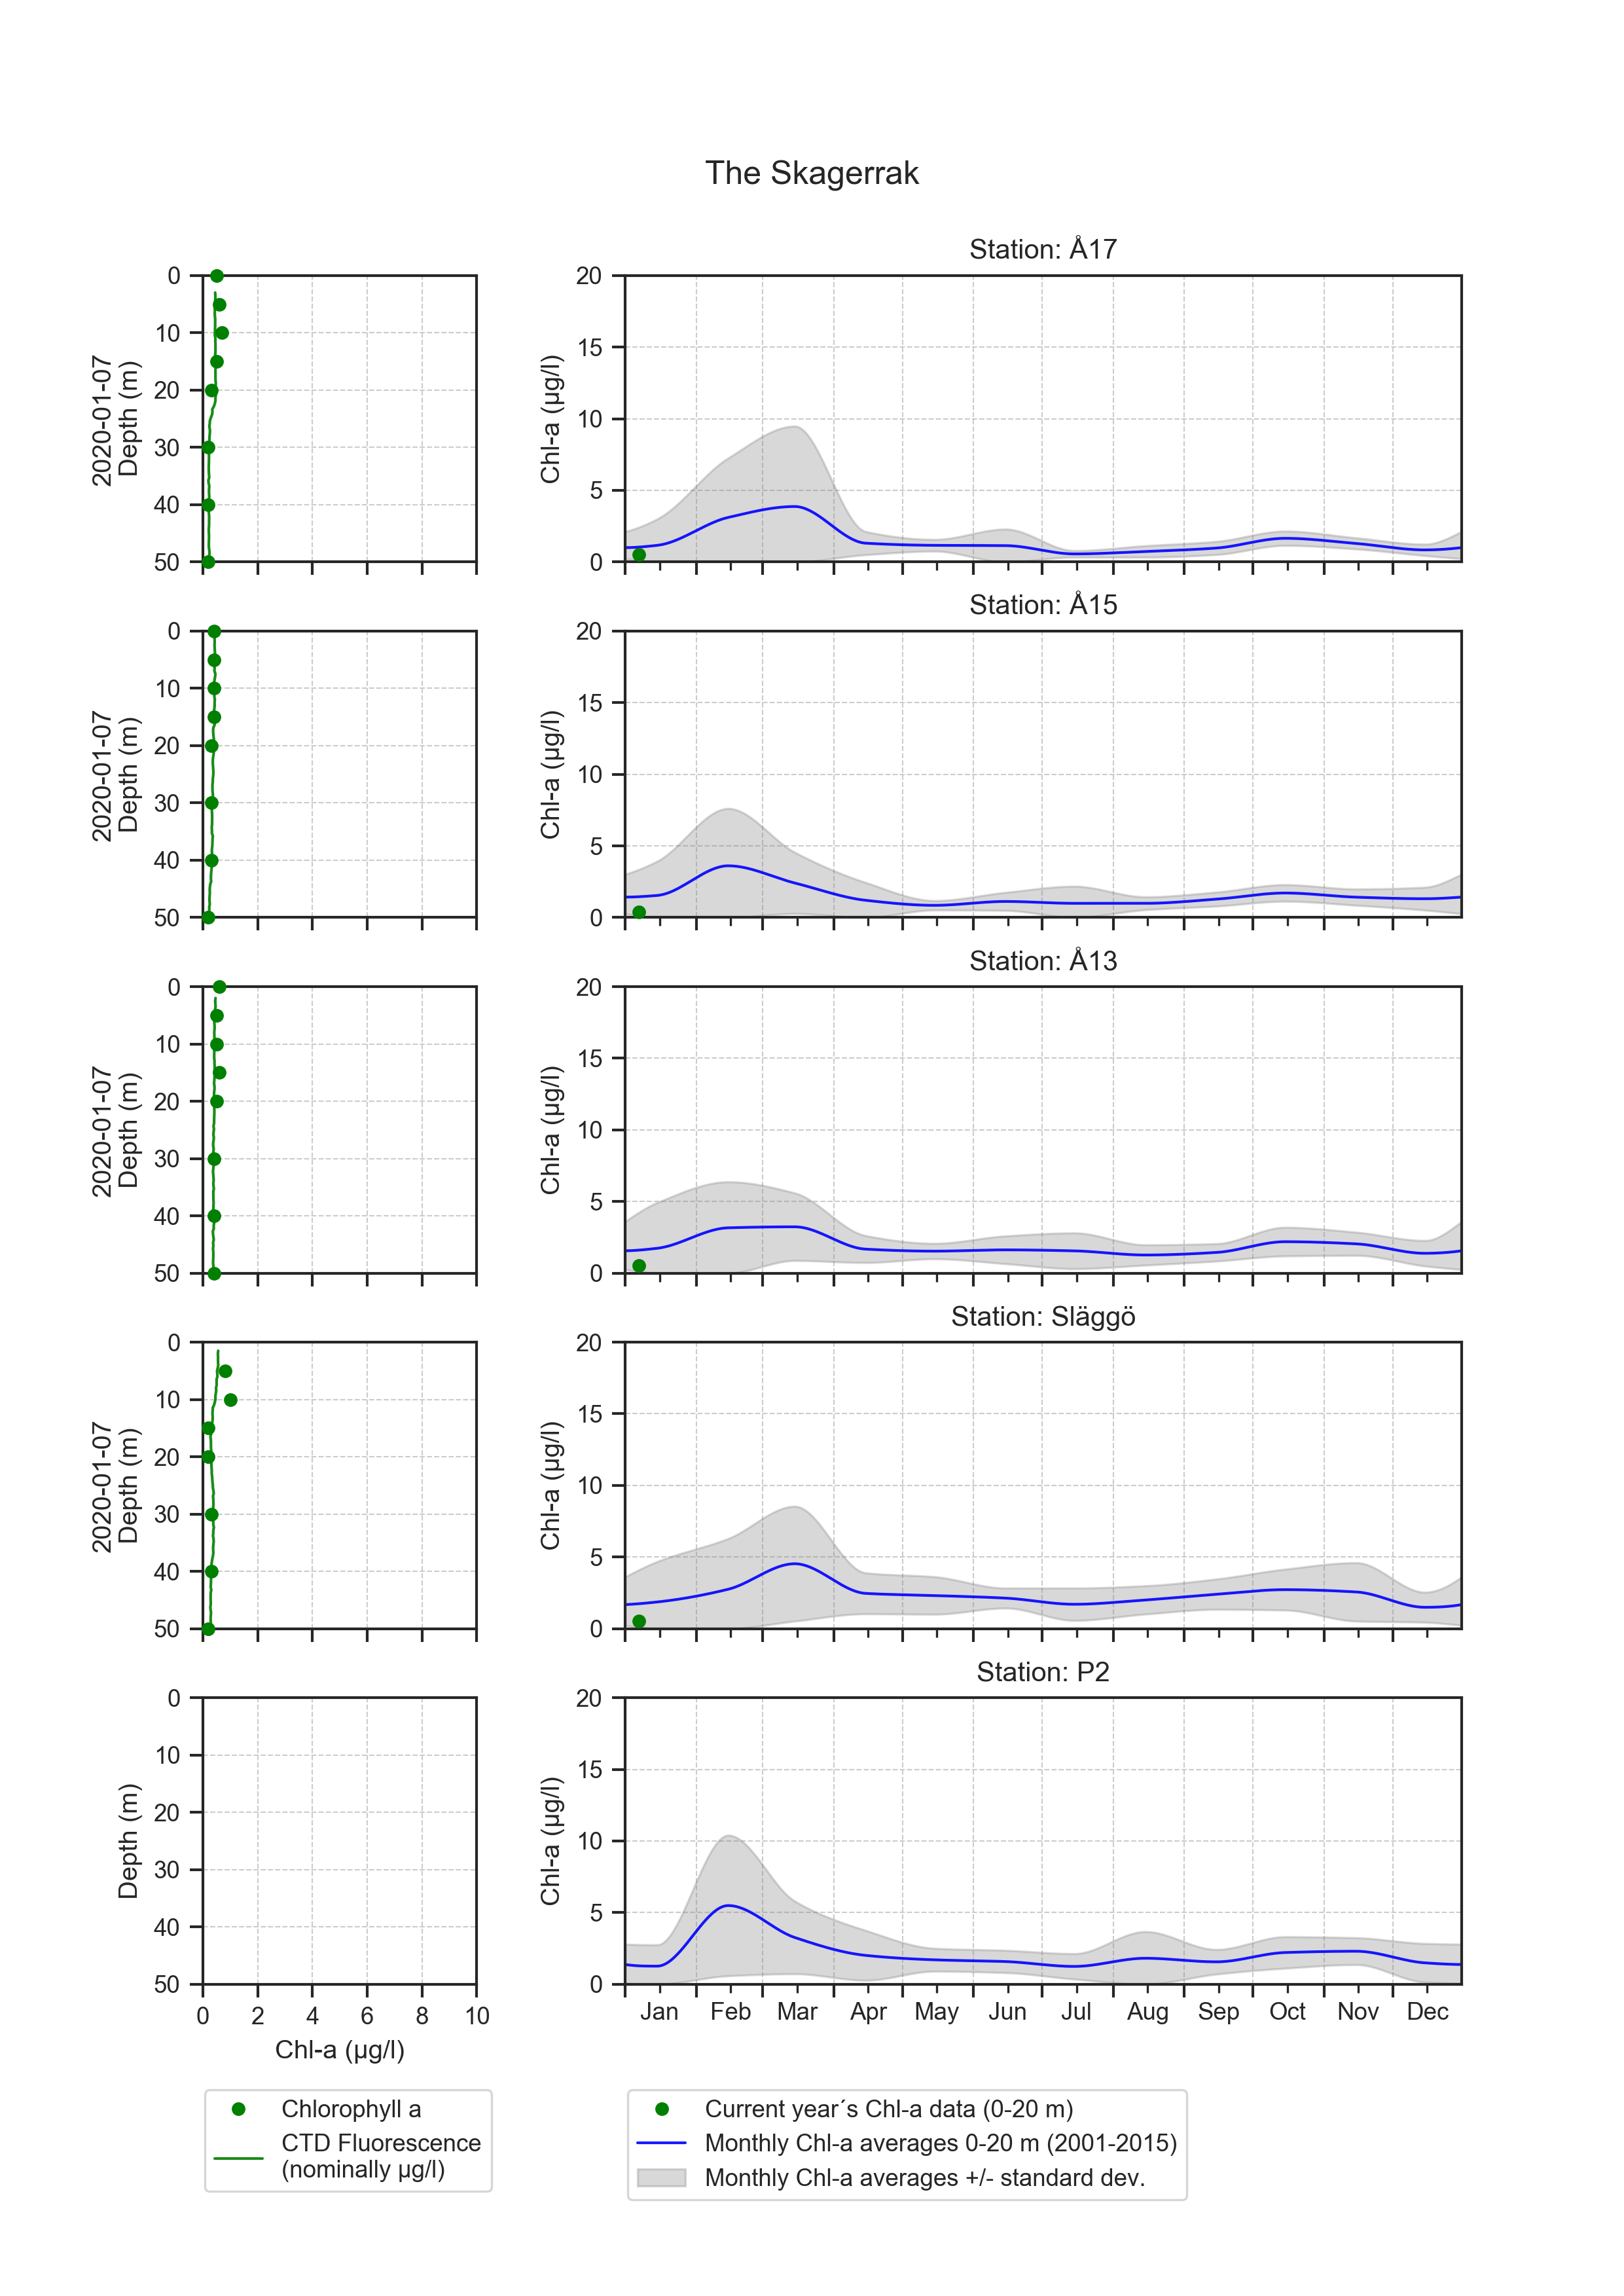 The Skagerrak
Station: Å17
0
10
20
30
40
50
2020-01-07
Depth (m)
20
15
10
5
0
Chl-a (µg/l)
Station: Å15
0
10
20
30
40
50
2020-01-07
Depth (m)
20
15
10
5
0
Chl-a (µg/l)
Station: Å13
0
10
20
30
40
50
2020-01-07
Depth (m)
20
15
10
5
0
Chl-a (µg/l)
Station: Släggö
0
10
20
30
40
50
2020-01-07
Depth (m)
20
15
10
5
0
Chl-a (µg/l)
Station: P2
0
10
20
30
40
50
Depth (m)
20
15
10
5
0
Chl-a (µg/l)
0 2 4 6 8 10
Chl-a (µg/l)
Jan Feb Mar Apr May Jun Jul Aug Sep Oct Nov Dec
Chlorophyll a
CTD Fluorescence
(nominally µg/l)
Current year´s Chl-a data (0-20 m)
Monthly Chl-a averages 0-20 m (2001-2015)
Monthly Chl-a averages +/- standard dev.